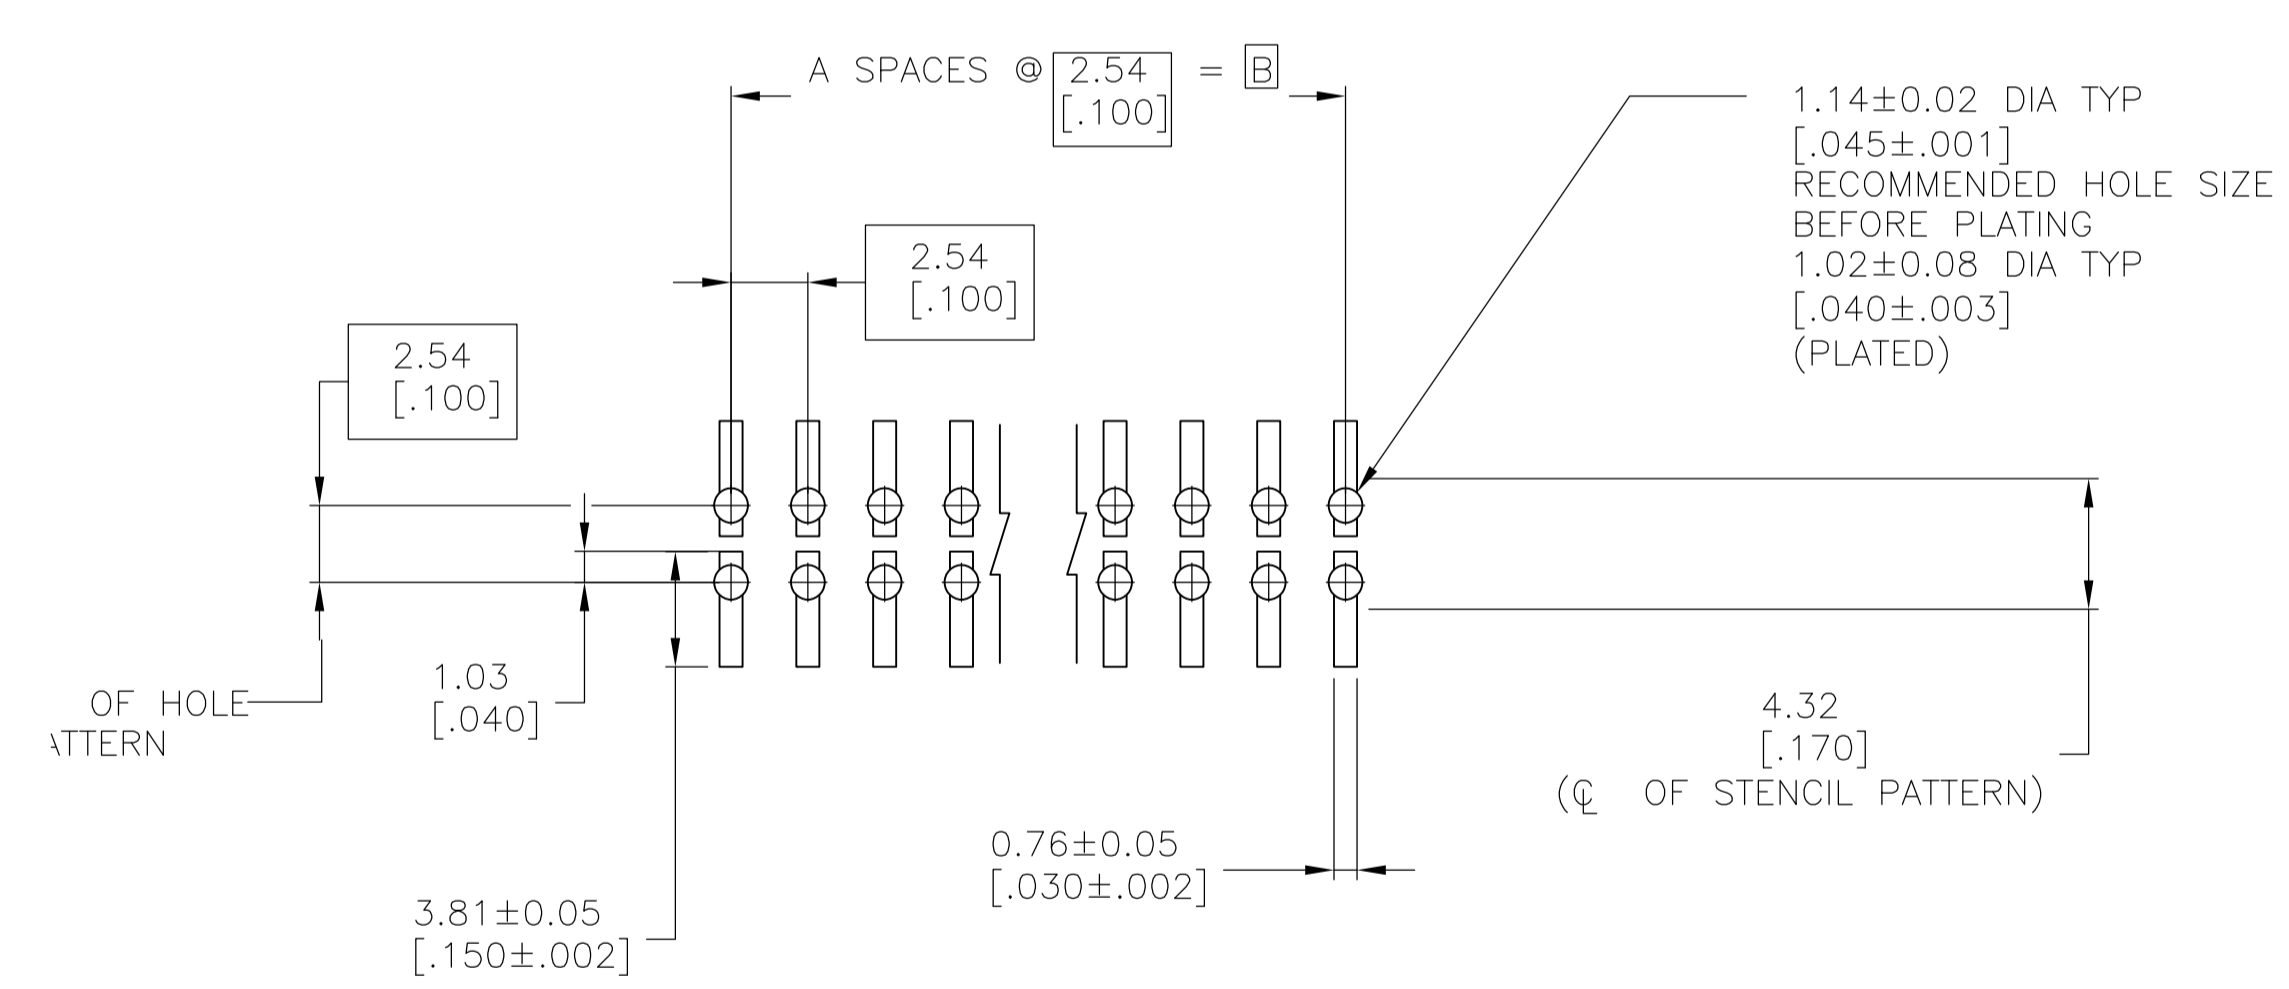 A SPACES @ 2.54 = B
[.100]
1.14±0.02 DIA TYP
[.045±.001]
RECOMMENDED HOLE SIZE
BEFORE PLATING
1.02±0.08 DIA TYP
[.040±.003]
(PLATED)
2.54
[.100]
2.54
[.100]
OF HOLE
1.03
[.040]
4.32
[.170]
(℄ OF STENCIL PATTERN)
0.76±0.05
[.030±.002]
3.81±0.05
[.150±.002]